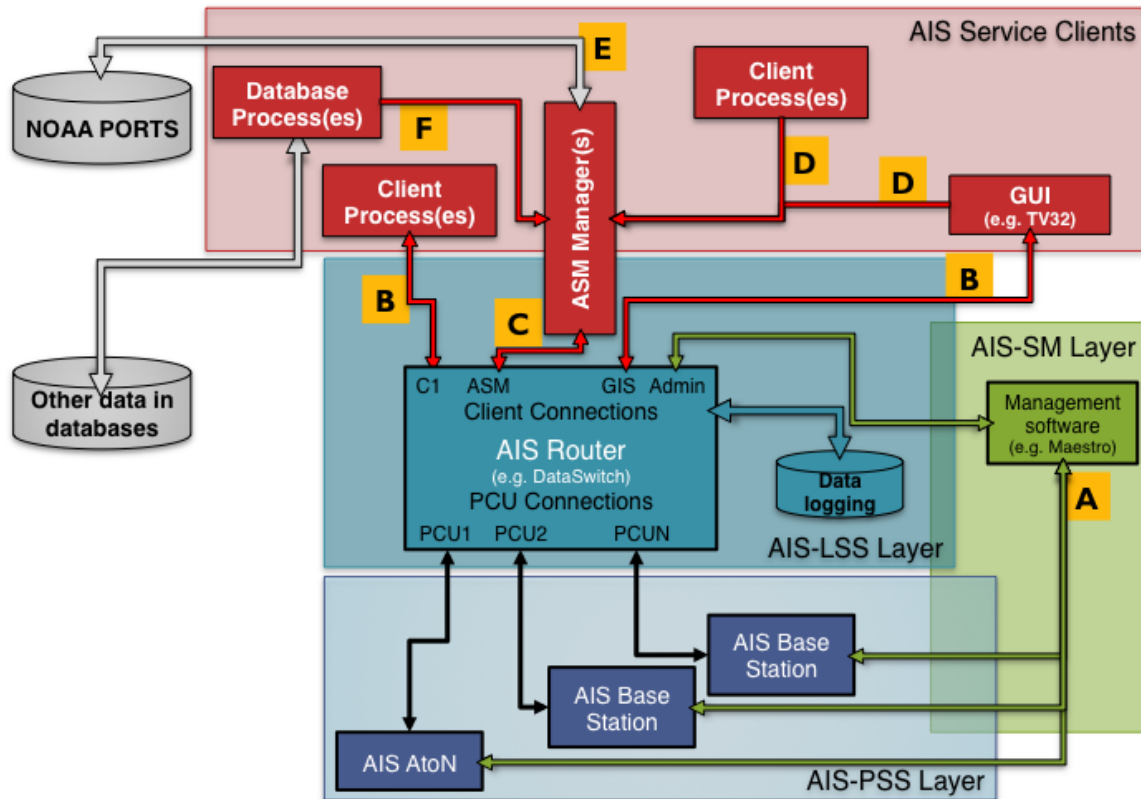 AIS Service Clients
E
Client
Process(es)
Database
Process(es)
NOAA PORTS
F
ASM Manager(s)
D
D
Client
Process(es)
GUI
(e.g. TV32)
B
B
C
AIS-SM Layer
C1
ASM
GIS
Admin
Client Connections
Other data in
databases
Management
software
(e.g. Maestro)
AIS Router
(e.g. DataSwitch)
PCU Connections
Data
logging
A
PCU1
PCU2
PCUN
AIS-LSS Layer
AIS Base
Station
AIS Base
Station
AIS AtoN
AIS-PSS Layer